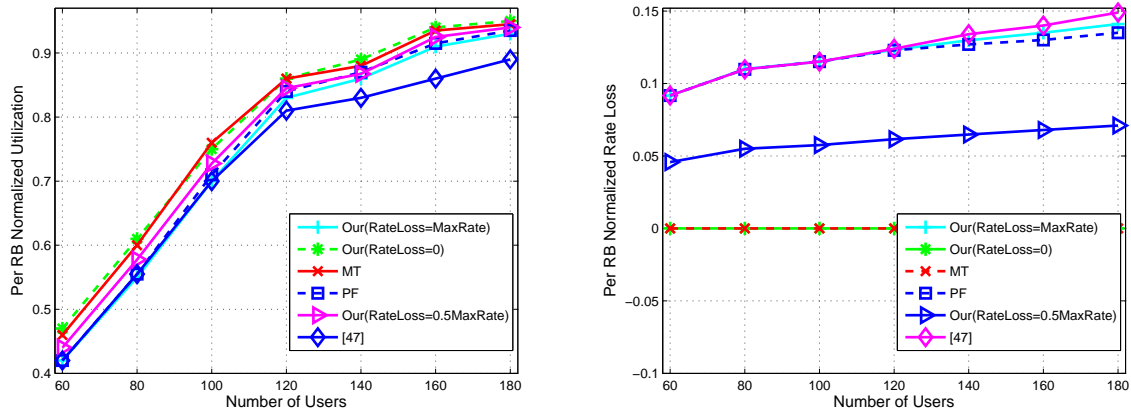 Per RB Normalized Utilization
0.9
0.8
0.7
0.6
0.5
0.4
60 80 100 120 140 160 180
Number of Users
Our(RateLoss=MaxRate)
Our(RateLoss=0)
MT
PF
Our(RateLoss=0.5MaxRate)
[47]
Per RB Normalized Rate Loss
0.15
0.1
0.05
0
−0.05
−0.1
60 80 100 120 140 160 180
Number of Users
Our(RateLoss=MaxRate)
Our(RateLoss=0)
MT
PF
Our(RateLoss=0.5MaxRate)
[47]